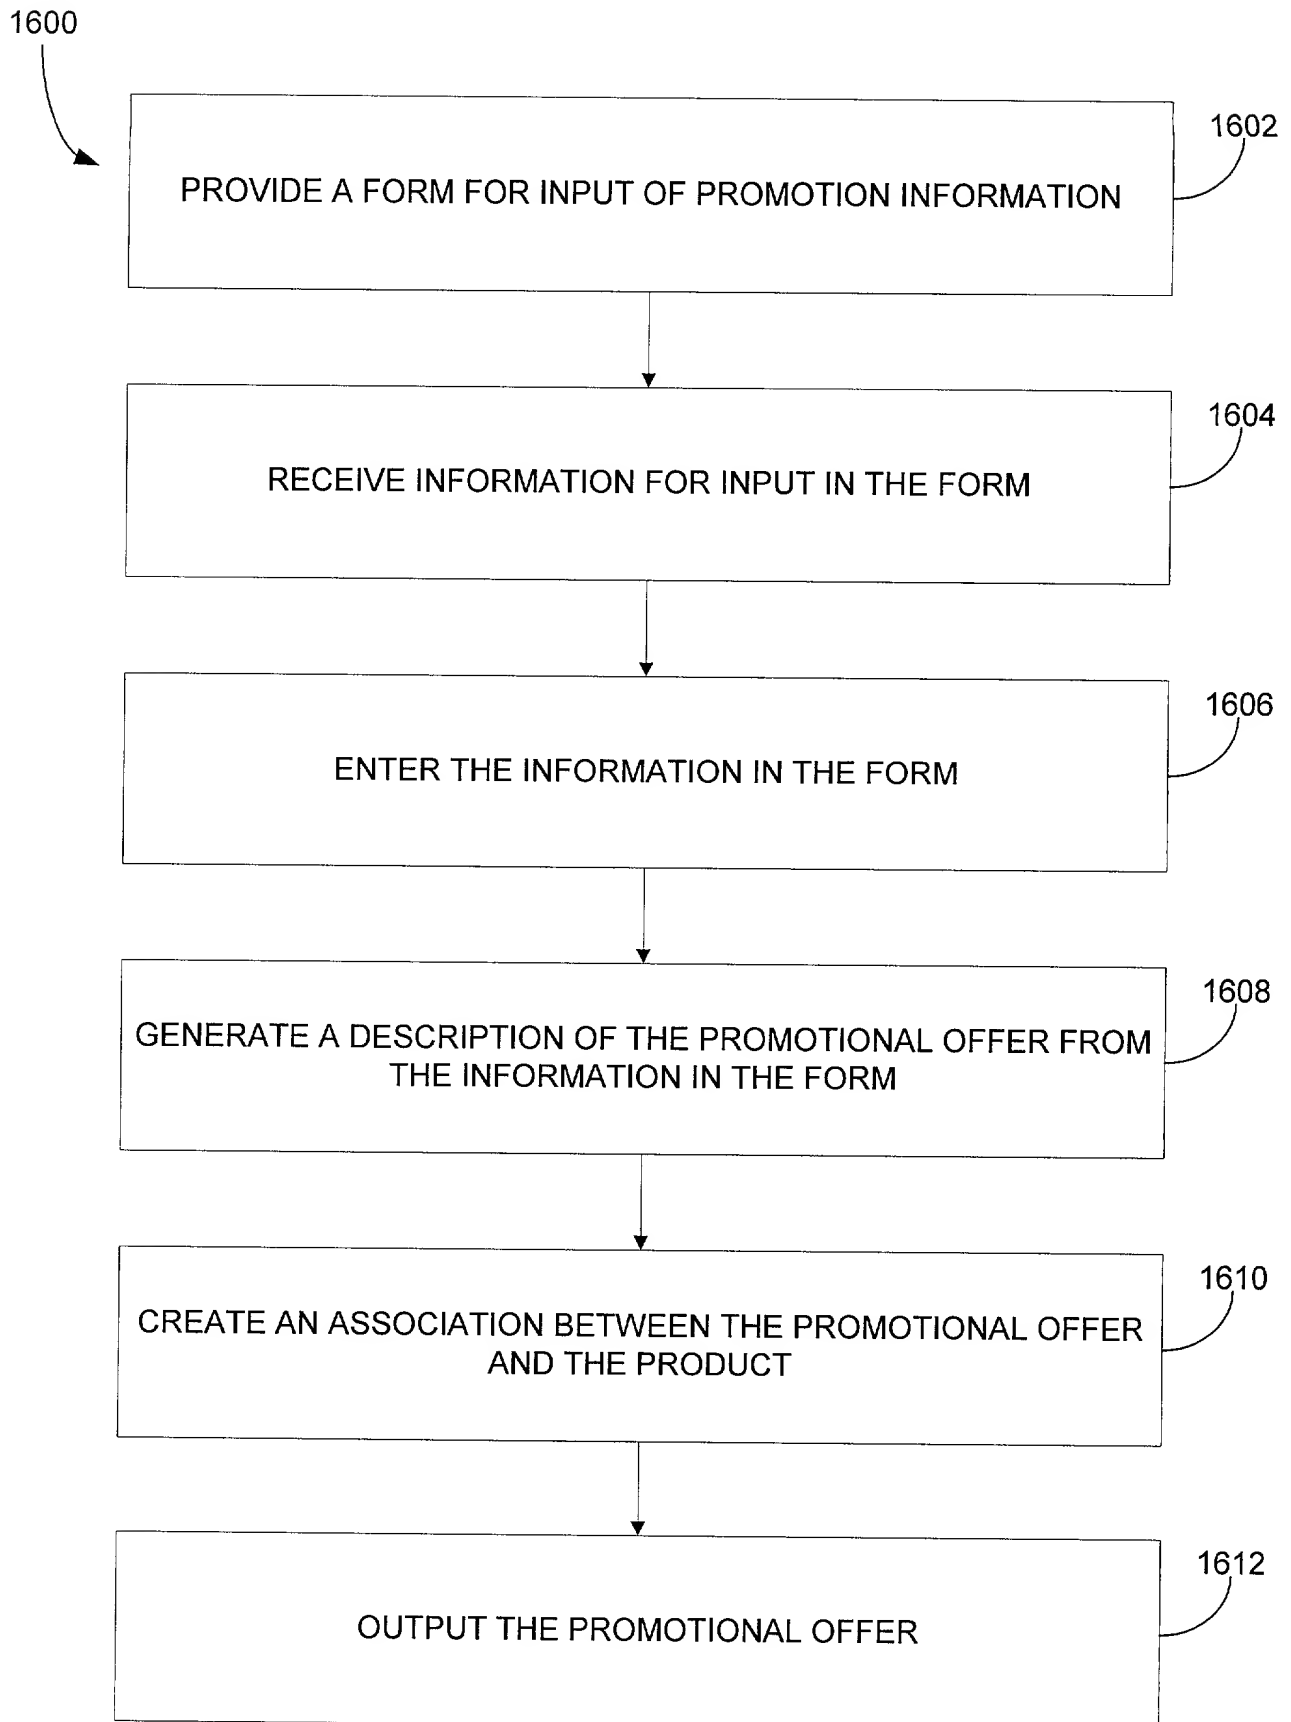 1600
1602
PROVIDE A FORM FOR INPUT OF PROMOTION INFORMATION
1604
RECEIVE INFORMATION FOR INPUT IN THE FORM
1606
ENTER THE INFORMATION IN THE FORM
1608
GENERATE A DESCRIPTION OF THE PROMOTIONAL OFFER FROM
THE INFORMATION IN THE FORM
1610
CREATE AN ASSOCIATION BETWEEN THE PROMOTIONAL OFFER
AND THE PRODUCT
1612
OUTPUT THE PROMOTIONAL OFFER